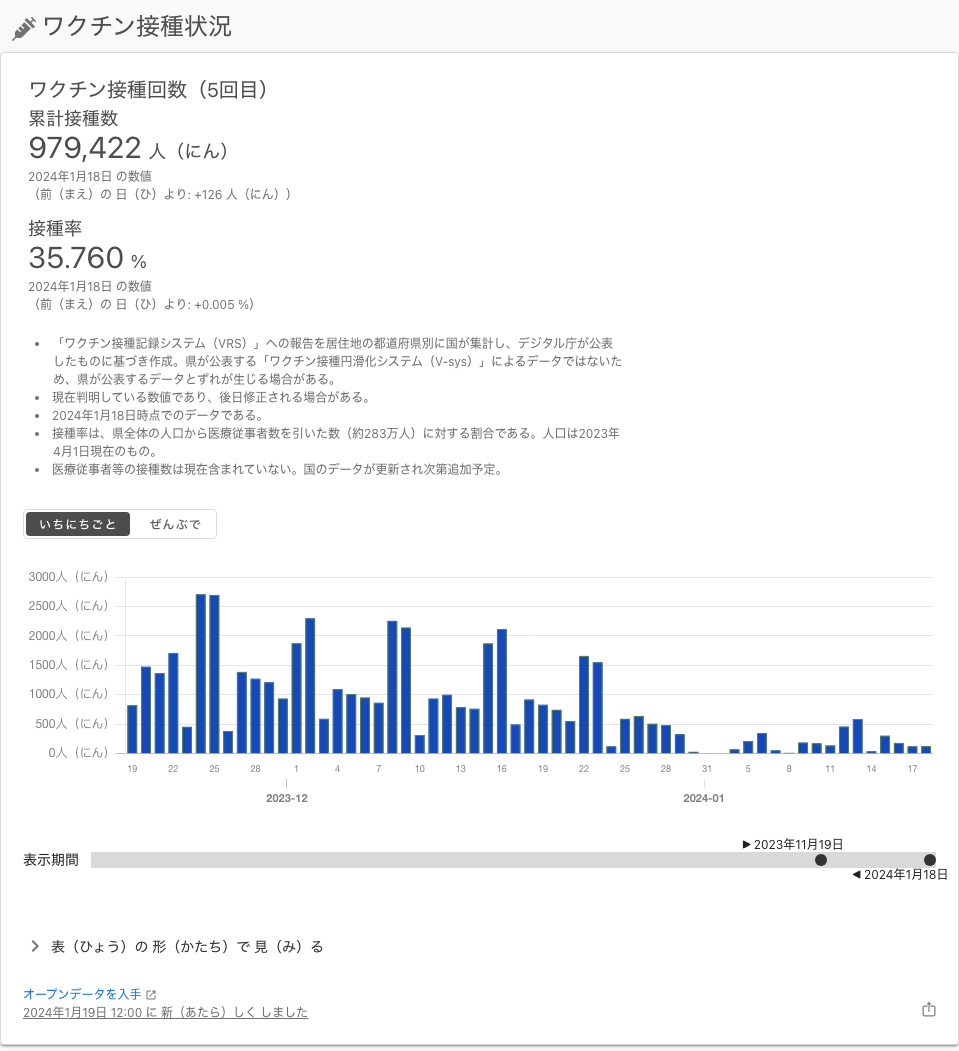 ワクチン接種状況
ワクチン接種回数（5回目）
累計接種数
979,422 人（にん）
2024年1月18日 の数値
（前（まえ）の 日（ひ）より: +126 人（にん））
接種率
35.760 %
2024年1月18日 の数値
（前（まえ）の 日（ひ）より: +0.005 %）
• 「ワクチン接種記録システム（VRS）」への報告を居住地の都道府県別に国が集計し、デジタル庁が公表
したものに基づき作成。県が公表する「ワクチン接種円滑化システム（V-sys）」によるデータではないた
め、県が公表するデータとずれが生じる場合がある。
• 現在判明している数値であり、後日修正される場合がある。
• 2024年1月18日時点でのデータである。
• 接種率は、県全体の人口から医療従事者数を引いた数（約283万人）に対する割合である。人口は2023年
4月1日現在のもの。
• 医療従事者等の接種数は現在含まれていない。国のデータが更新され次第追加予定。
いちにちごと ぜんぶで
3000人（にん）
2500人（にん）
2000人（にん）
1500人（にん）
1000人（にん）
500人（にん）
0人（にん）
19 22 25 28 1 4 7 10 13 16 19 22 25 28 31 5 8 11 14 17
2023-12 2024-01
▶ 2023年11月19日
表示期間
◀ 2024年1月18日
表（ひょう）の 形（かたち）で 見（み）る
オープンデータを入手
2024年1月19日 12:00 に 新（あたら）しく しました